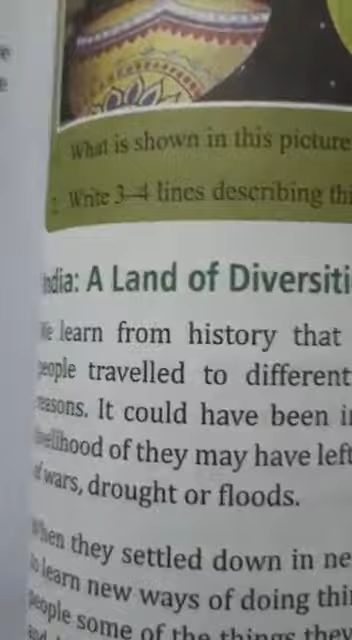 What is shown in this picture
Write 3–4 lines describing
India: A Land of Diversiti
We learn from history that
people travelled to different
reasons. It could have been
livelihood of they may have left
of wars, drought or floods.
When they settled down in ne
to learn new ways of doing
people some of the things they